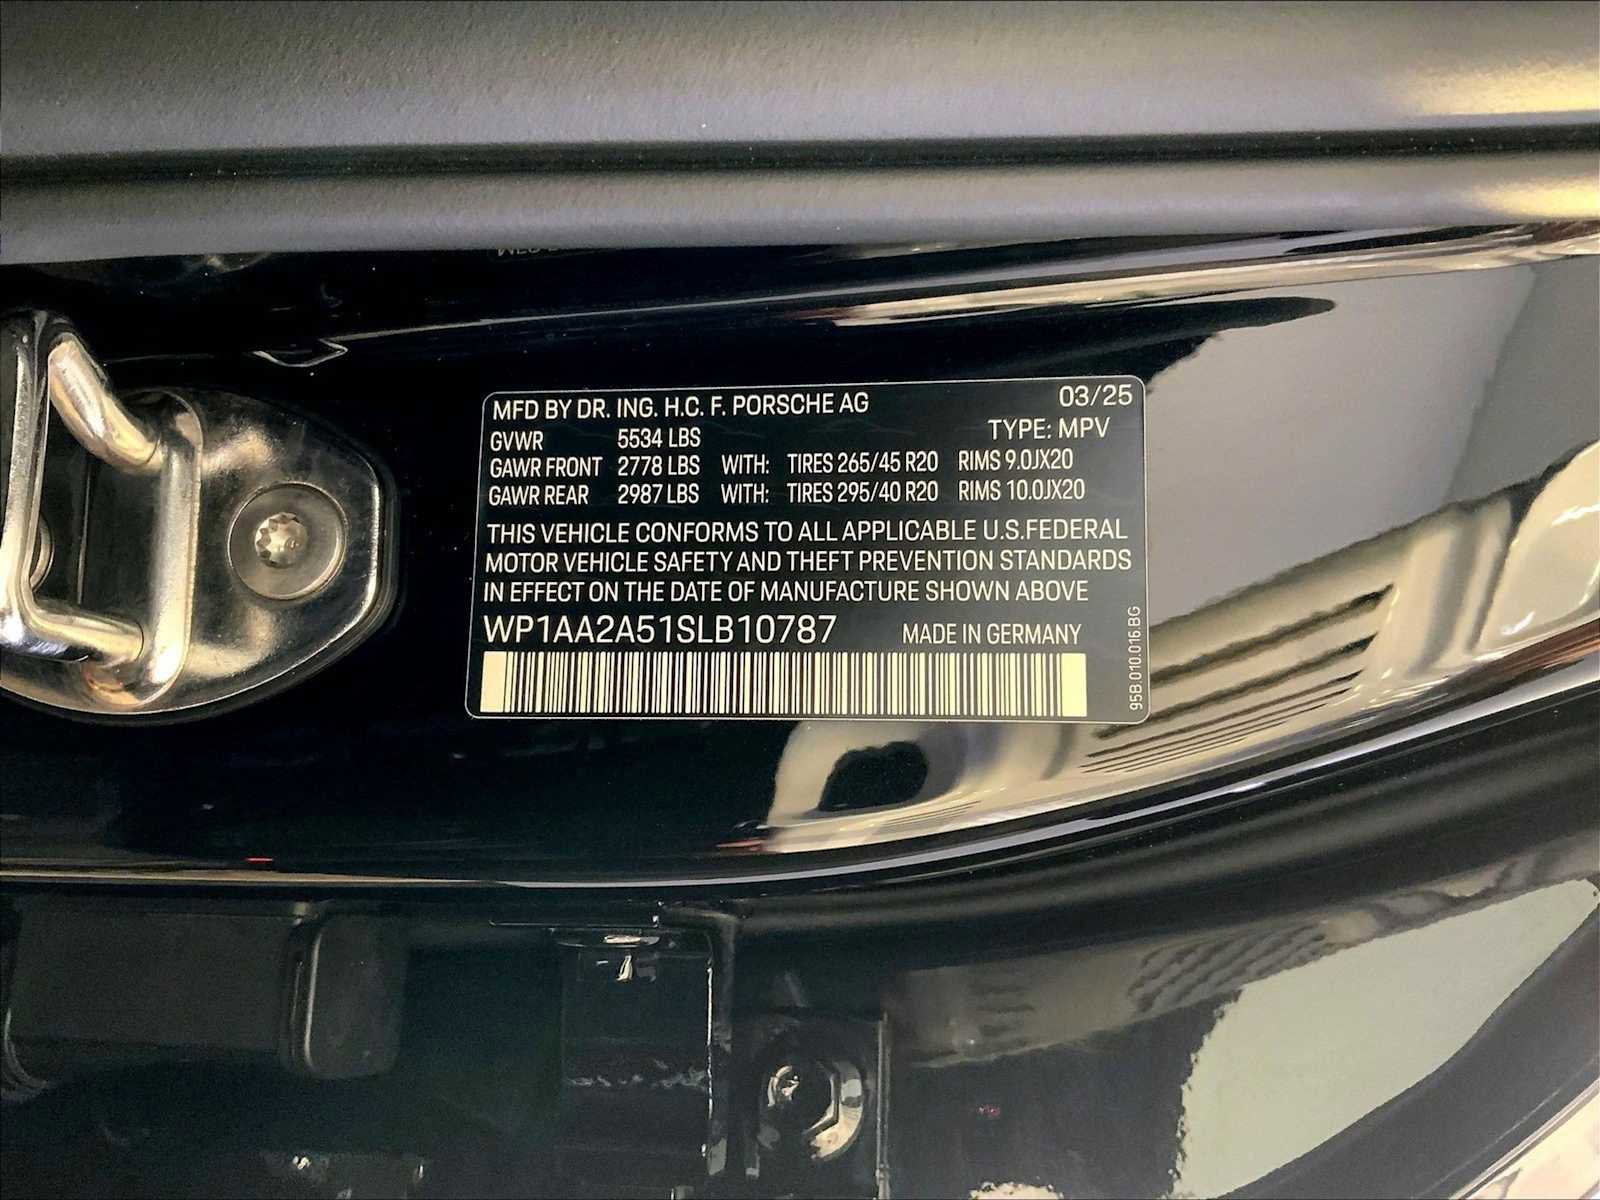 MFD BY DR. ING. H.C. F. PORSCHE AG 03/25
GVWR 5534 LBS TYPE: MPV
GAWR FRONT 2778 LBS WITH: TIRES 265/45 R20 RIMS 9.0JX20
GAWR REAR 2987 LBS WITH: TIRES 295/40 R20 RIMS 10.0JX20
THIS VEHICLE CONFORMS TO ALL APPLICABLE U.S.FEDERAL
MOTOR VEHICLE SAFETY AND THEFT PREVENTION STANDARDS
IN EFFECT ON THE DATE OF MANUFACTURE SHOWN ABOVE
WP1AA2A51SLB10787 MADE IN GERMANY
95B.010.016.BG